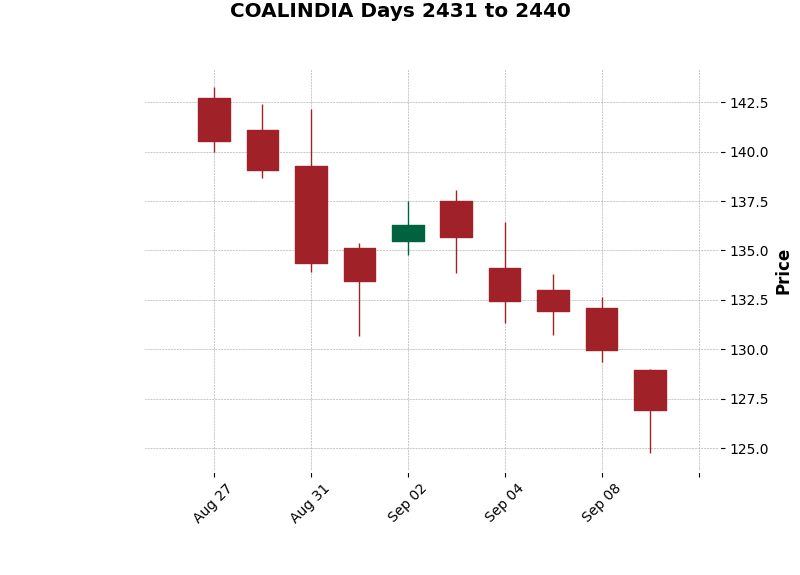 COALINDIA Days 2431 to 2440
142.5
140.0
137.5
135.0
132.5
130.0
127.5
125.0
Price
Aug 27
Aug 31
Sep 02
Sep 04
Sep 08